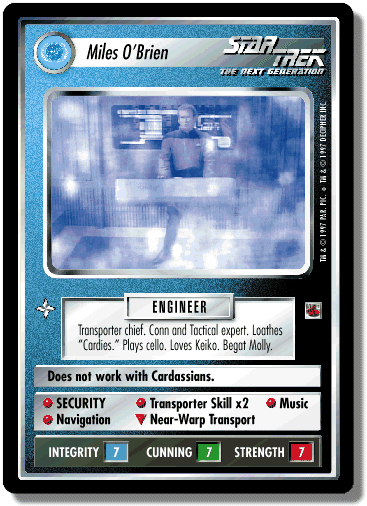 Miles O'Brien
STAR TREK
THE NEXT GENERATION
TM & © 1997 PAR. PIC. • TM & © 1997 DECIPHER INC.
ENGINEER
Transporter chief. Conn and Tactical expert. Loathes
“Cardies.” Plays cello. Loves Keiko. Begat Molly.
Does not work with Cardassians.
SECURITY Transporter Skill x2 Music
Navigation Near-Warp Transport
INTEGRITY 7 CUNNING 7 STRENGTH 7